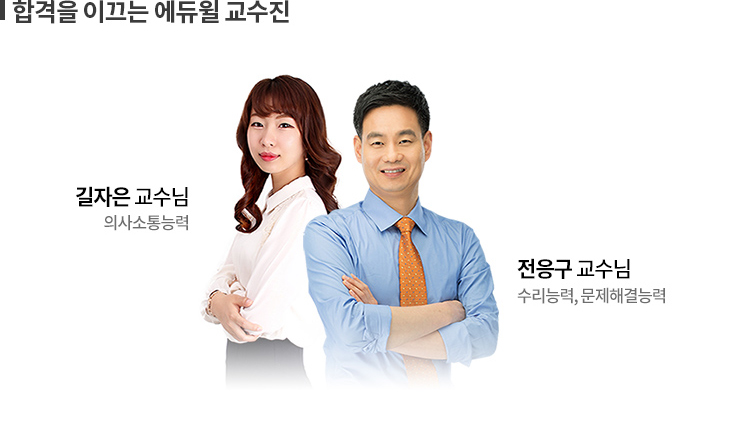 합격을 이끄는 에듀윌 교수진
길자은 교수님
의사소통능력
전응구 교수님
수리능력, 문제해결능력